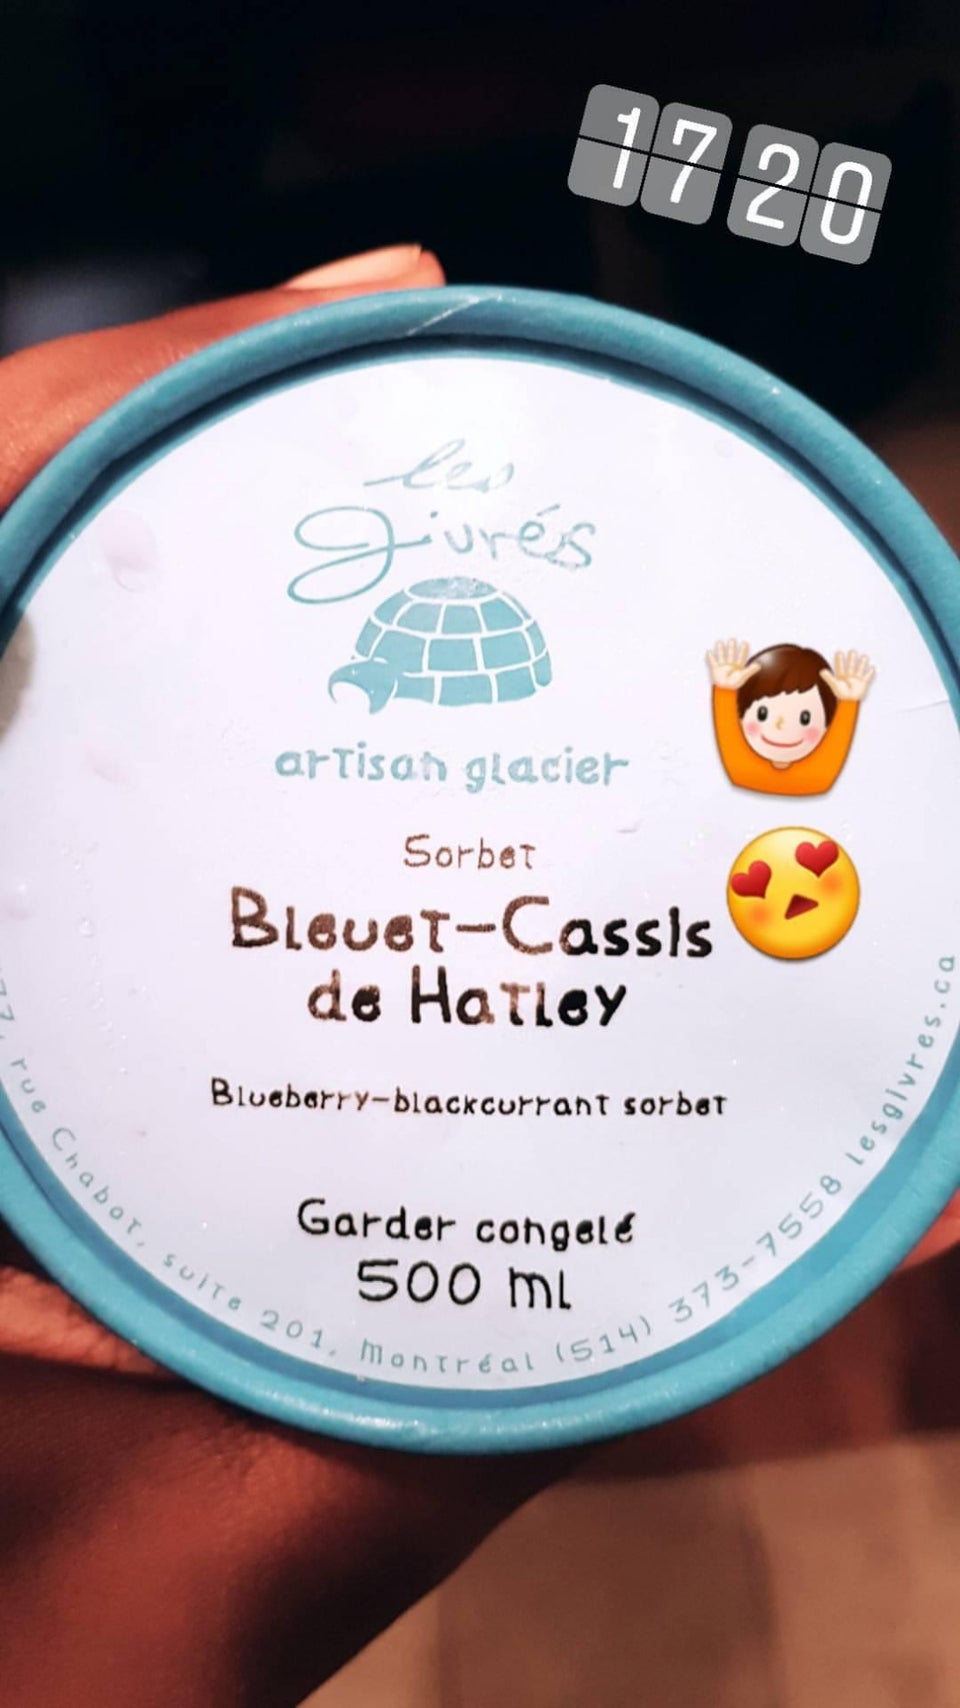 17 20
les
givrés
artisan glacier
Sorbet
Bleuet-Cassis
de Hatley
Blueberry-blackcurrant sorbet
Garder congelé
500 ml
rue Chabot, suite 201, Montréal (514) 373-7558 lesgivres.ca